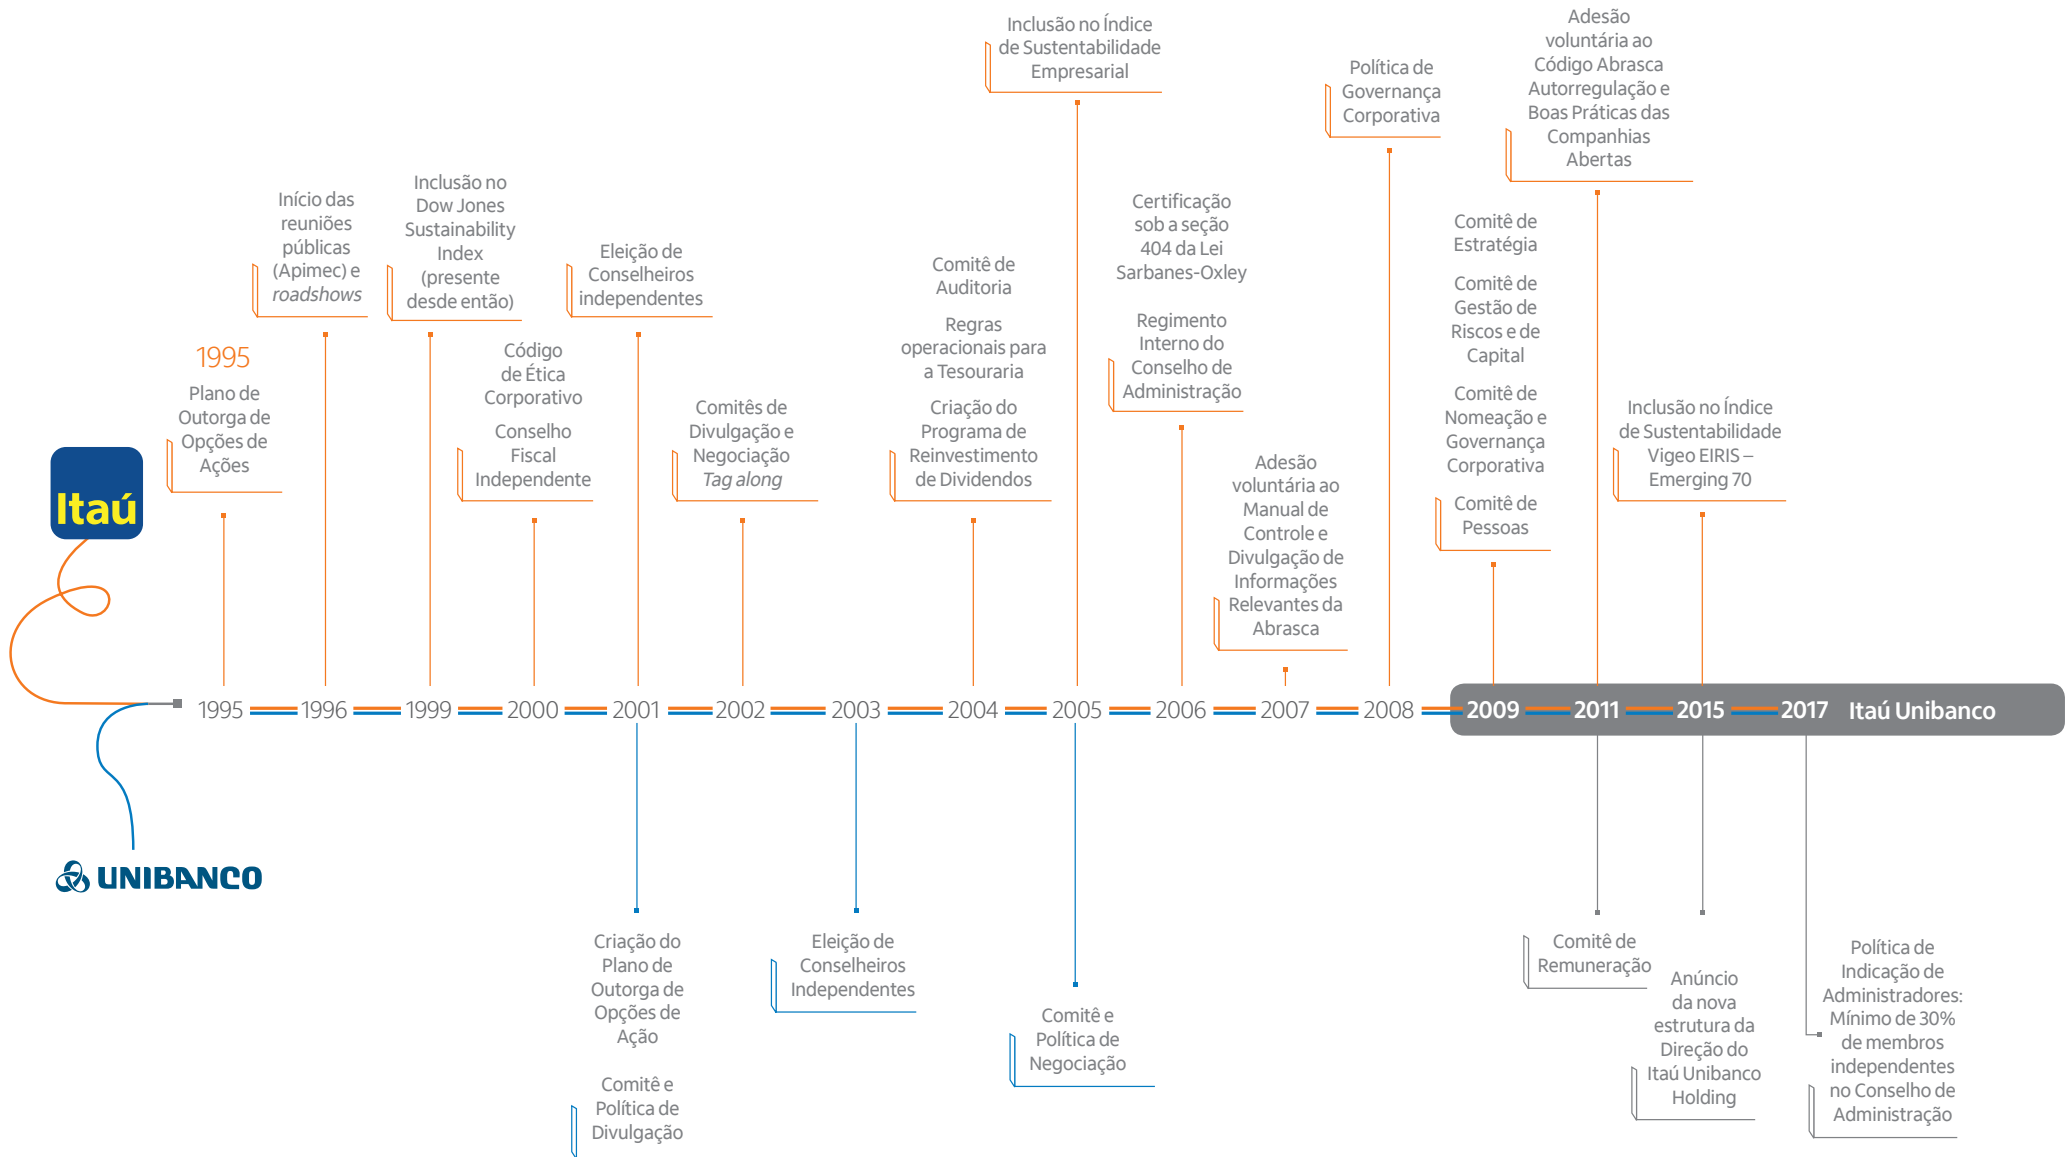 Inclusão no Índice
de Sustentabilidade
Empresarial
Adesão
voluntária ao
Código Abrasca
Autorregulação e
Boas Práticas das
Companhias
Abertas
Política de
Governança
Corporativa
Início das
reuniões
públicas
(Apimec) e
roadshows
Inclusão no
Dow Jones
Sustainability
Index
(presente
desde então)
Eleição de
Conselheiros
independentes
Comitê de
Auditoria
Regras
operacionais para
a Tesouraria
Criação do
Programa de
Reinvestimento
de Dividendos
Certificação
sob a seção
404 da Lei
Sarbanes-Oxley
Regimento
Interno do
Conselho de
Administração
Comitê de
Estratégia
Comitê de
Gestão de
Riscos e de
Capital
Comitê de
Nomeação e
Governança
Corporativa
Comitê de
Pessoas
1995
Plano de
Outorga de
Opções de
Ações
Código
de Ética
Corporativo
Conselho
Fiscal
Independente
Comitês de
Divulgação e
Negociação
Tag along
Adesão
voluntária ao
Manual de
Controle e
Divulgação de
Informações
Relevantes da
Abrasca
Inclusão no Índice
de Sustentabilidade
Vigeo EIRIS –
Emerging 70
Itaú
1995 1996 1999 2000 2001 2002 2003 2004 2005 2006 2007 2008 2009 2011 2015 2017 Itaú Unibanco
UNIBANCO
Criação do
Plano de
Outorga de
Opções de
Ação
Comitê e
Política de
Divulgação
Eleição de
Conselheiros
Independentes
Comitê e
Política de
Negociação
Comitê de
Remuneração
Anúncio
da nova
estrutura da
Direção do
Itaú Unibanco
Holding
Política de
Indicação de
Administradores:
Mínimo de 30%
de membros
independentes
no Conselho de
Administração